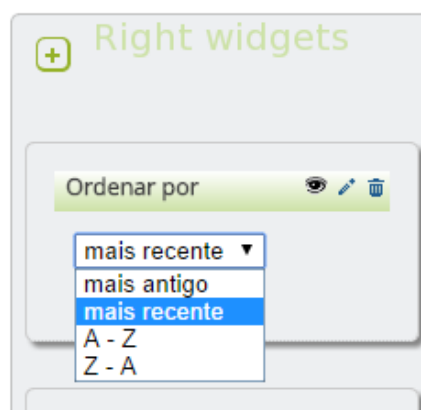 Right widgets
Ordenar por
mais recente
mais antigo
mais recente
A - Z
Z - A